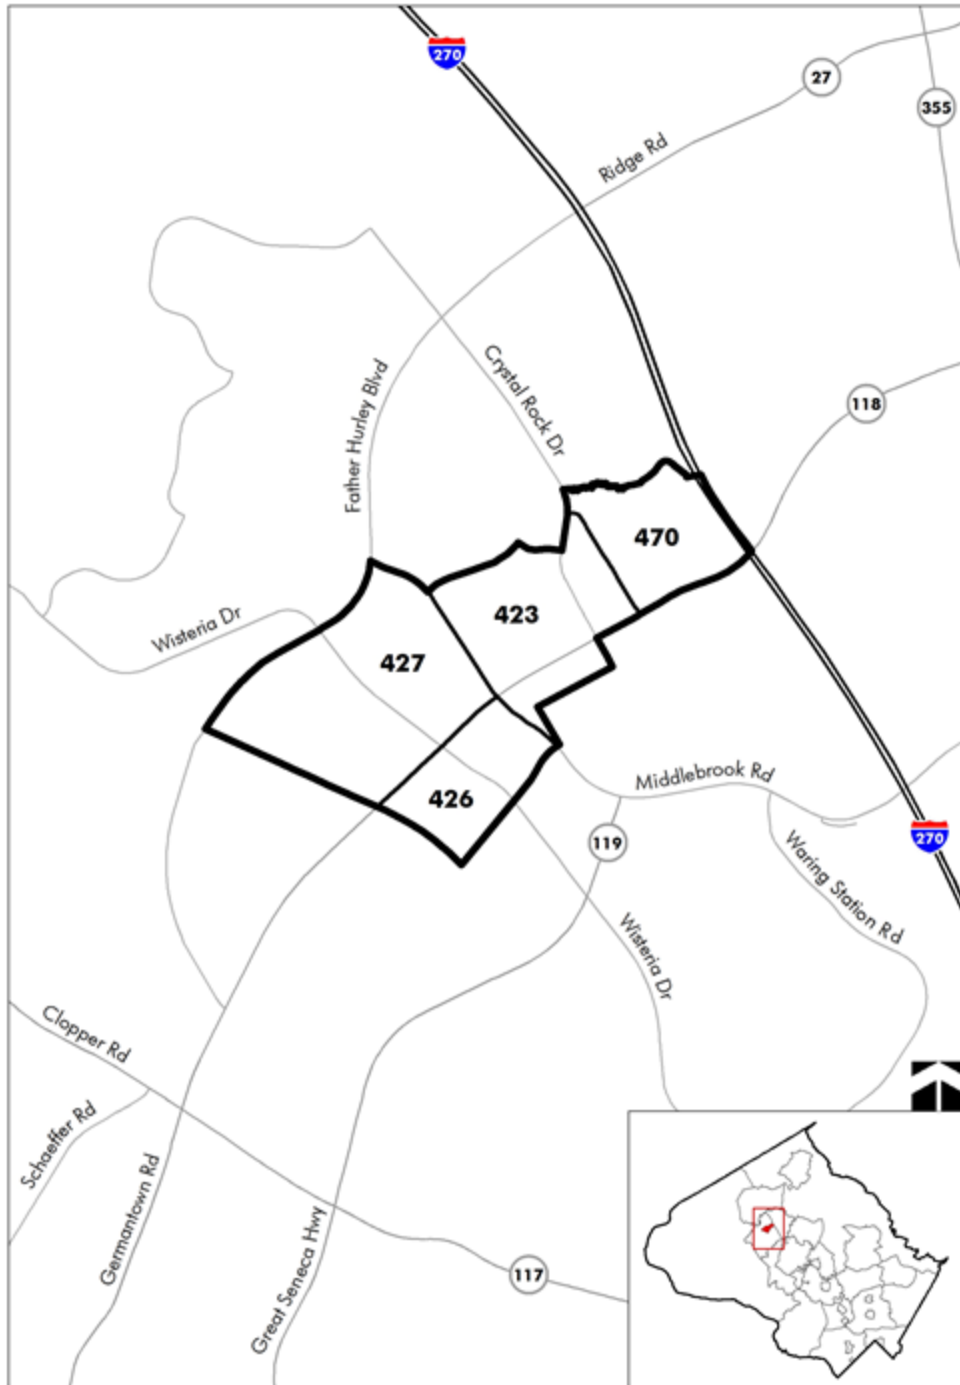 270
27
355
Ridge Rd
Crystal Rock Dr
Father Hurley Blvd
118
470
423
Wisteria Dr
427
426
Middlebrook Rd
119
270
Waring Station Rd
Wisteria Dr
Clopper Rd
Schaeffer Rd
Germantown Rd
Great Seneca Hwy
117